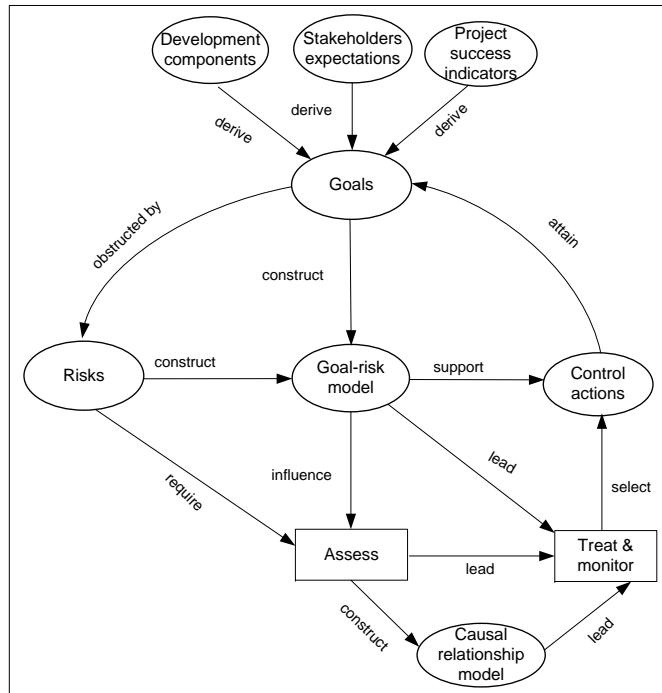 Development
components
Stakeholders
expectations
Project
success
indicators
derive
derive
derive
Goals
obstructed by
attain
construct
Risks
construct
Goal-risk
model
support
Control
actions
require
influence
lead
select
Assess
lead
Treat &
monitor
construct
Causal
relationship
model
lead